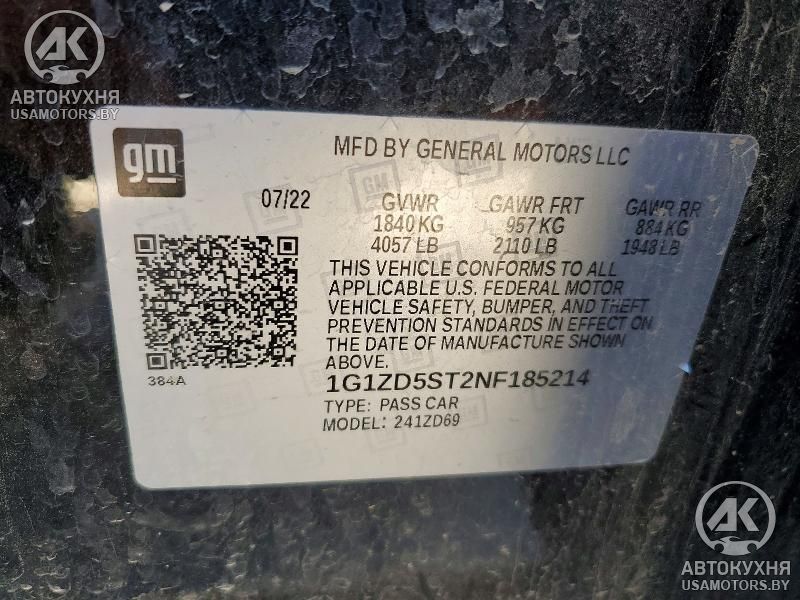 AK
АВТОКУХНЯ
USAMOTORS.BY
gm
MFD BY GENERAL MOTORS LLC
07/22
GVWR GAWR FRT GAWR RR
1840 KG 957 KG 884 KG
4057 LB 2110 LB 1948 LB
THIS VEHICLE CONFORMS TO ALL
APPLICABLE U.S. FEDERAL MOTOR
VEHICLE SAFETY, BUMPER, AND THEFT
PREVENTION STANDARDS IN EFFECT ON
THE DATE OF MANUFACTURE SHOWN
ABOVE.
384A
1G1ZD5ST2NF185214
TYPE: PASS CAR
MODEL: 241ZD69
AK
АВТОКУХНЯ
USAMOTORS.BY